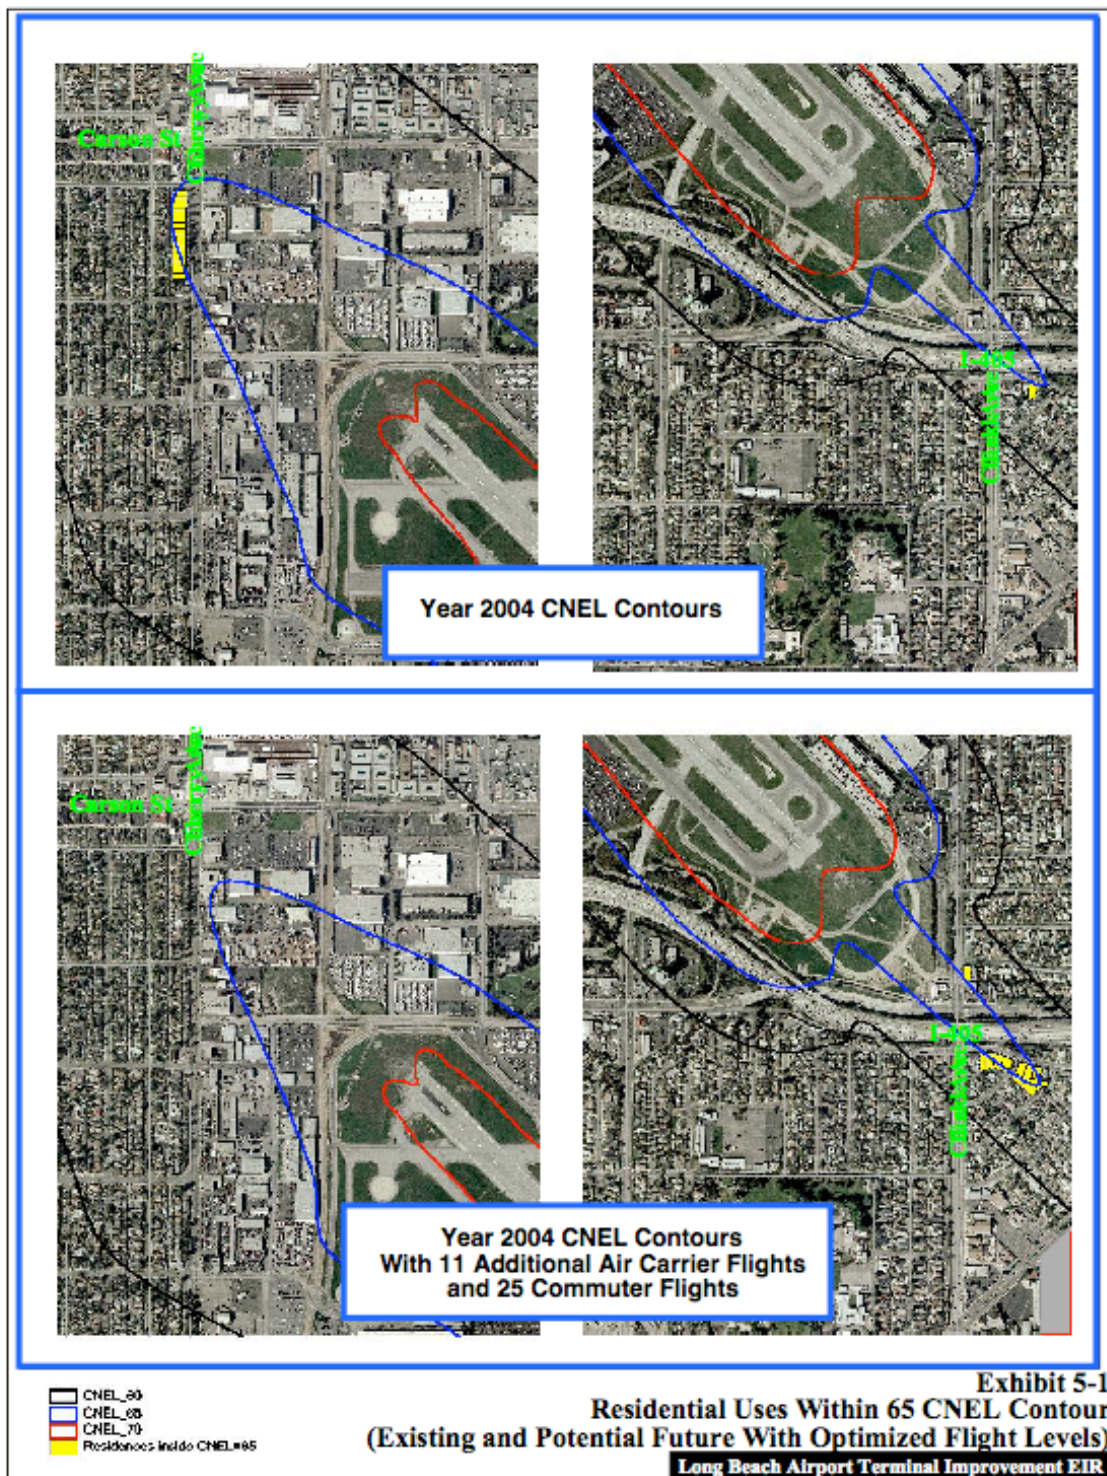 Cherry Ave
Carson St
I-405
Clark Ave
Year 2004 CNEL Contours
Cherry Ave
Carson St
I-405
Clark Ave
Year 2004 CNEL Contours
With 11 Additional Air Carrier Flights
and 25 Commuter Flights
CNEL_60
CNEL_65
CNEL_70
Residences inside CNEL=65
Exhibit 5-1
Residential Uses Within 65 CNEL Contour
(Existing and Potential Future With Optimized Flight Levels)
Long Beach Airport Terminal Improvement EIR